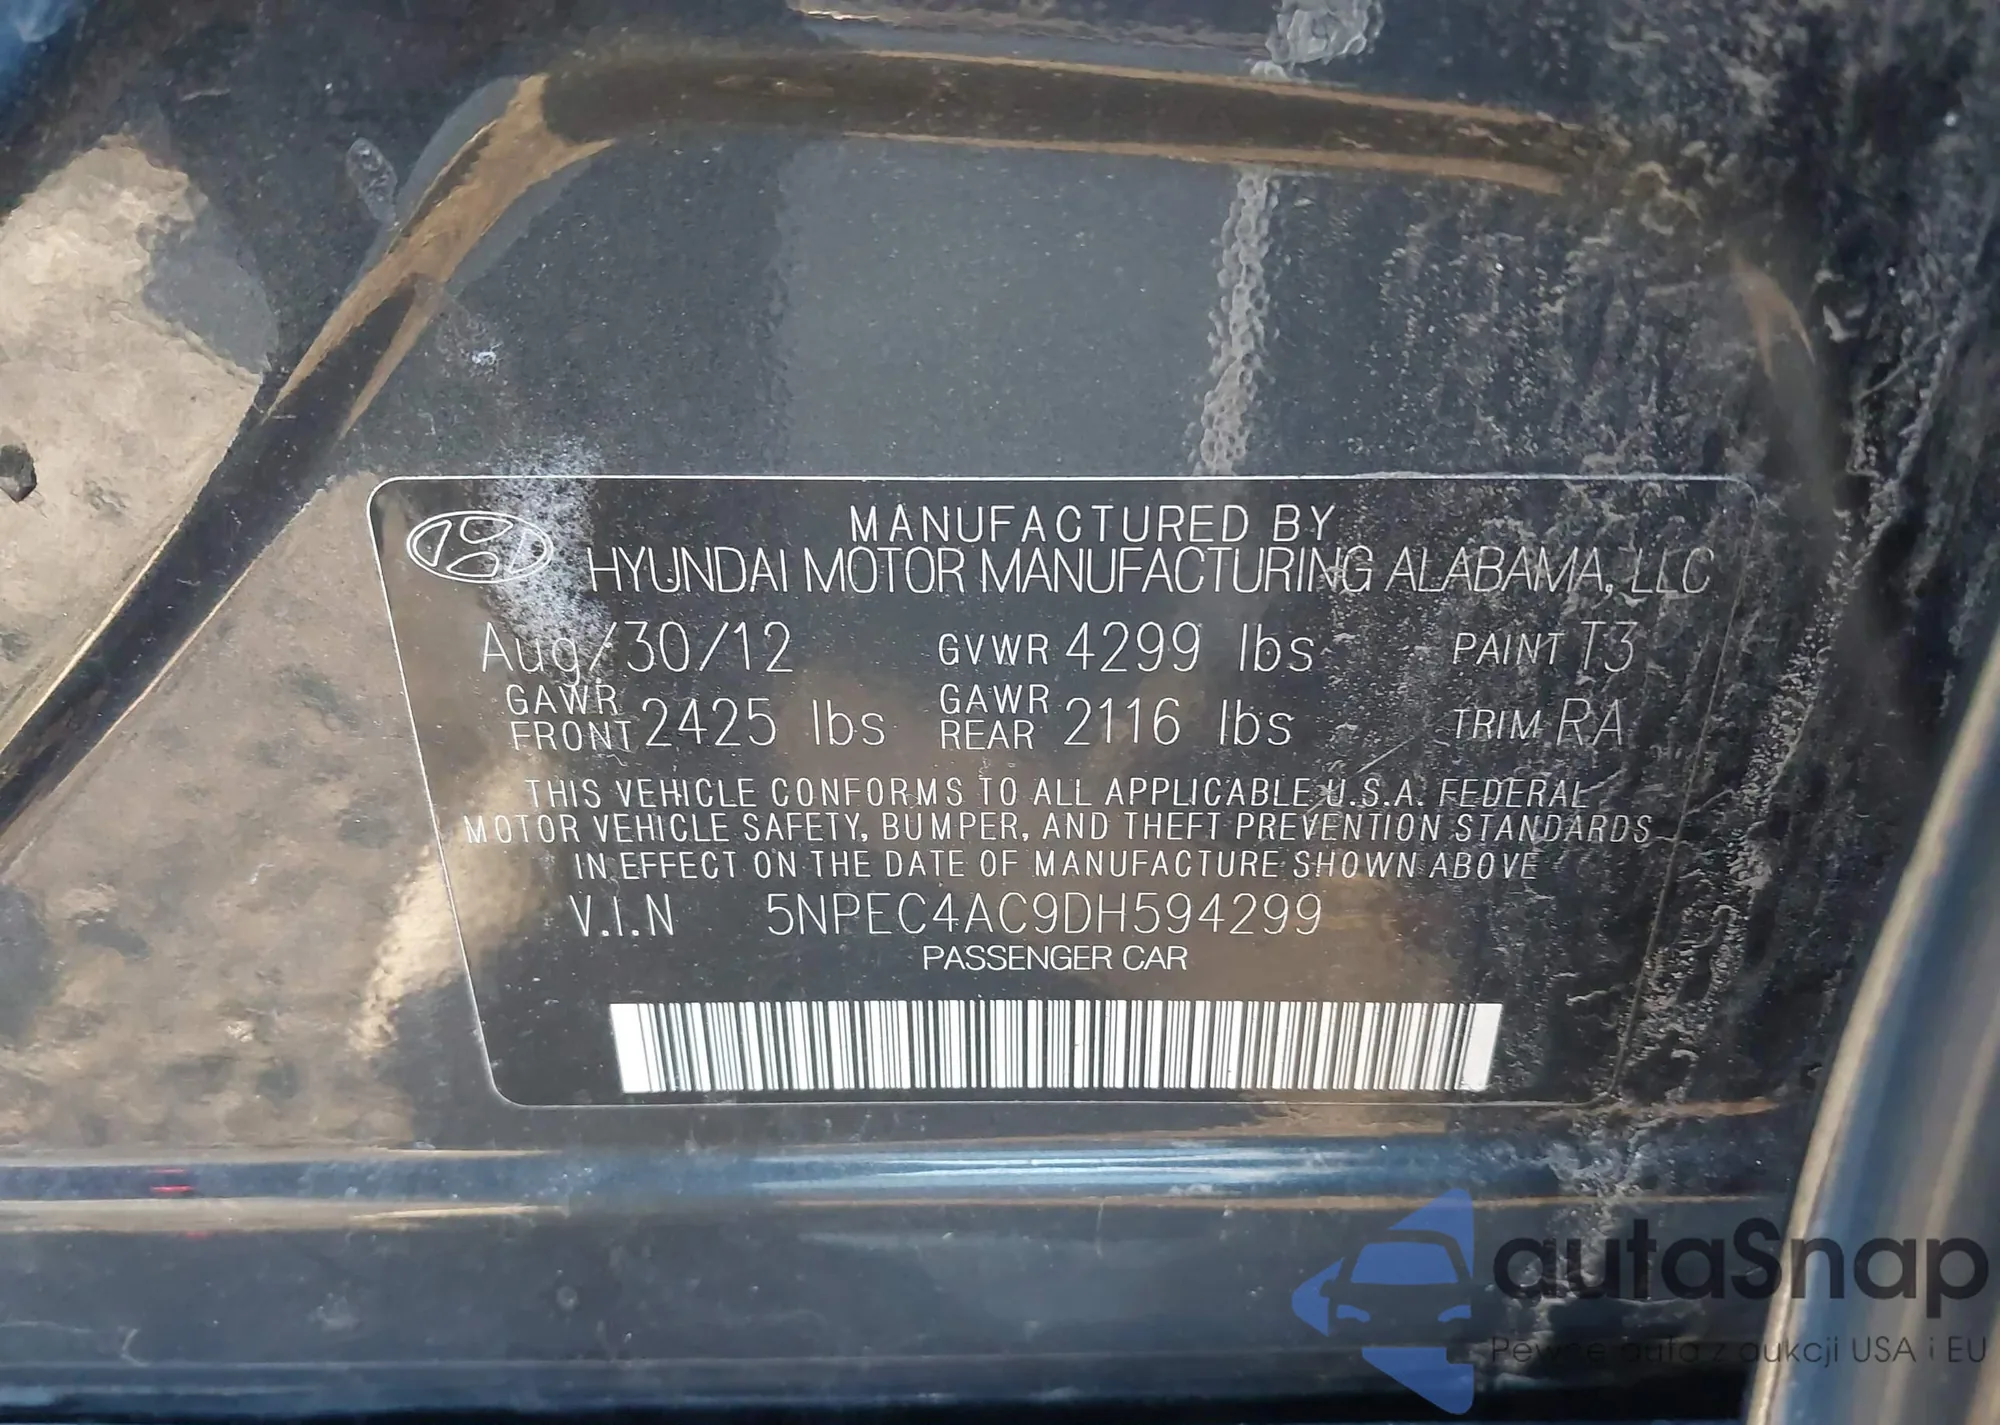 MANUFACTURED BY
HYUNDAI MOTOR MANUFACTURING ALABAMA, LLC
Aug/30/12 GVWR 4299 lbs PAINT T3
GAWR FRONT 2425 lbs GAWR REAR 2116 lbs TRIM RA
THIS VEHICLE CONFORMS TO ALL APPLICABLE U.S.A. FEDERAL
MOTOR VEHICLE SAFETY, BUMPER, AND THEFT PREVENTION STANDARDS
IN EFFECT ON THE DATE OF MANUFACTURE SHOWN ABOVE
V.I.N 5NPEC4AC9DH594299
PASSENGER CAR
autaSnap
Pewne auta z aukcji USA i EU